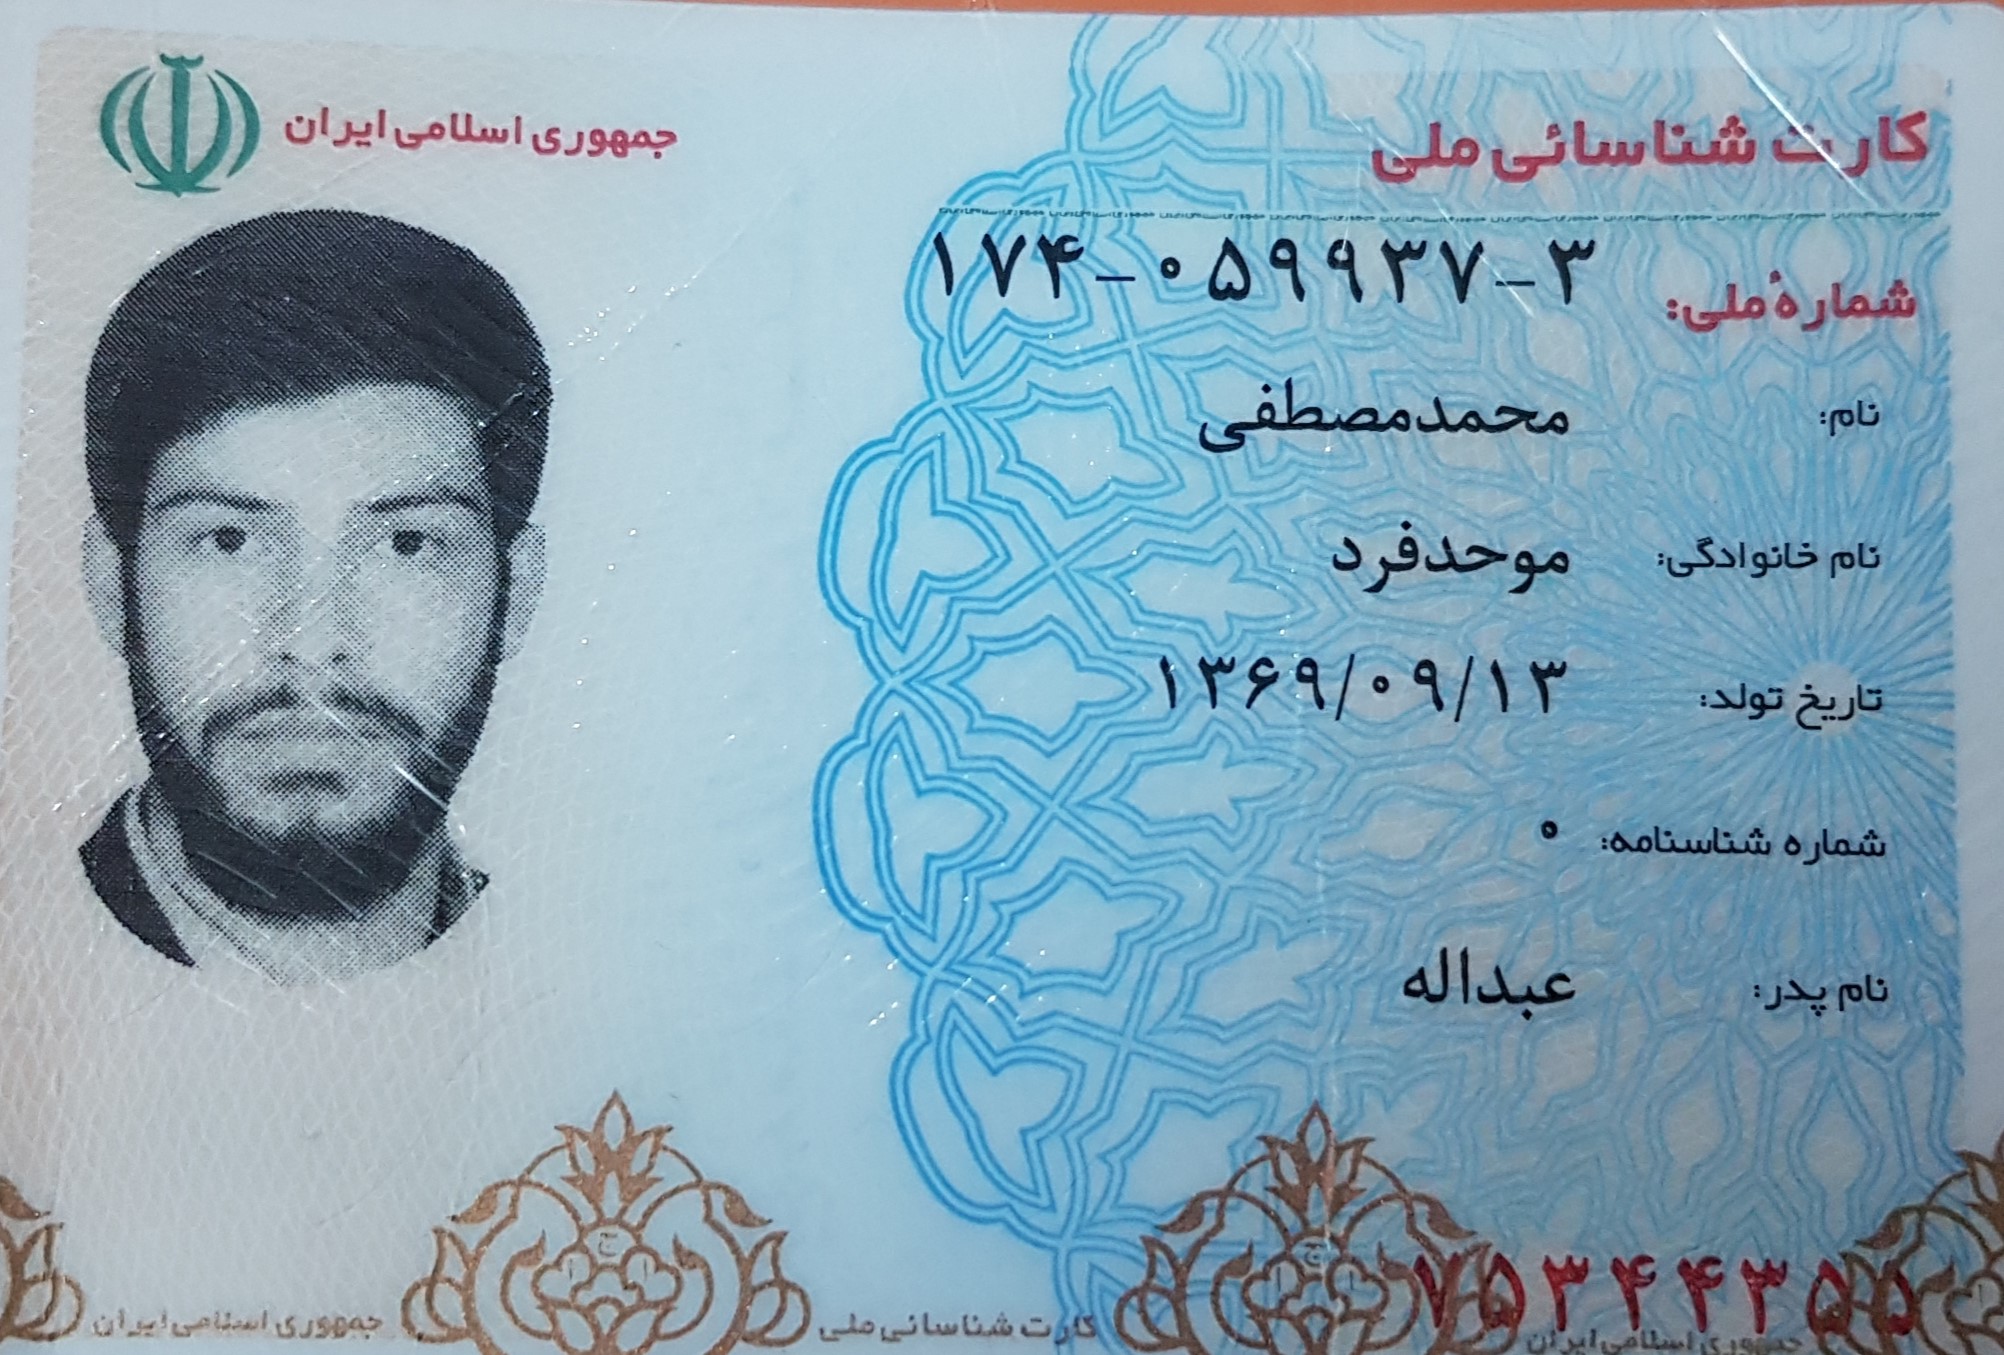 جمهوری اسلامی ایران
کارت شناسائی ملی
شمارهٔ ملی: ۱۷۴-۰۵۹۹۳۷-۳
نام: محمدمصطفی
نام خانوادگی: موحدفرد
تاریخ تولد: ۱۳۶۹/۰۹/۱۳
شماره شناسنامه: ۰
نام پدر: عبداله
۷۵۳۴۴۳۵۵
جمهوری اسلامی ایران
کارت شناسائی ملی
جمهوری اسلامی ایران